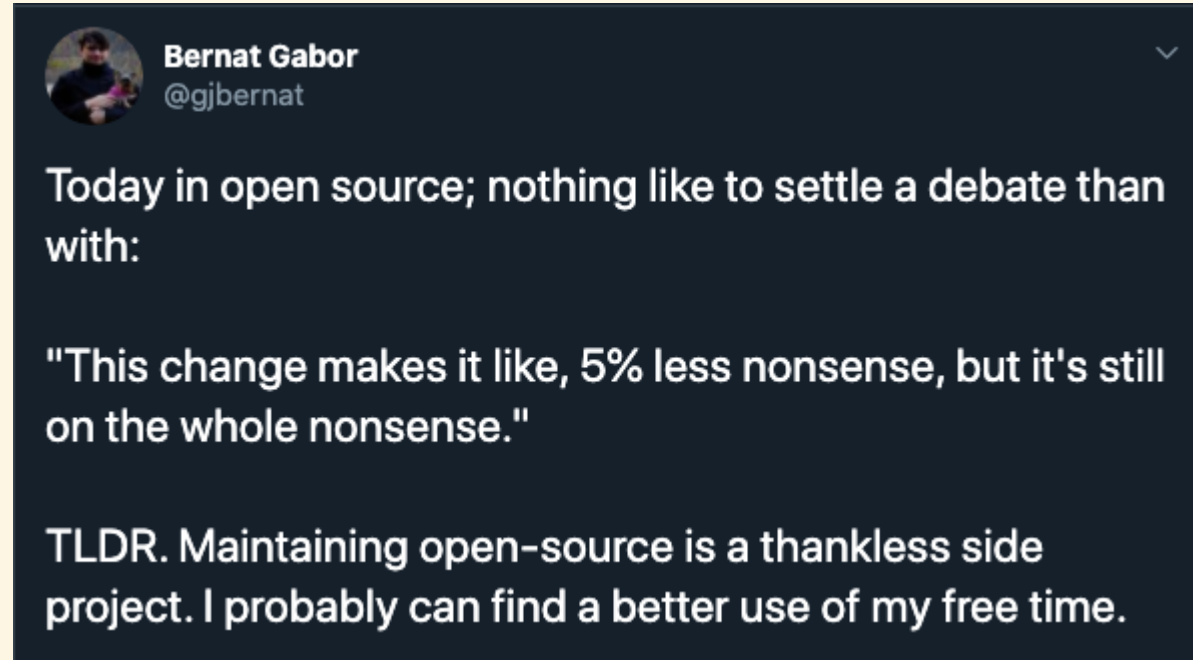 Bernat Gabor
@gjbernat
Today in open source; nothing like to settle a debate than
with:
"This change makes it like, 5% less nonsense, but it's still
on the whole nonsense."
TLDR. Maintaining open-source is a thankless side
project. I probably can find a better use of my free time.